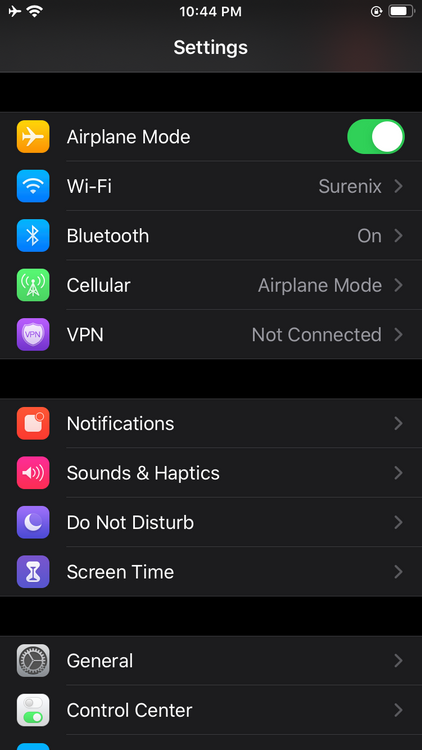 10:44 PM
Settings
Airplane Mode
Wi-Fi Surenix
Bluetooth On
Cellular Airplane Mode
VPN VPN Not Connected
Notifications
Sounds & Haptics
Do Not Disturb
Screen Time
General
Control Center